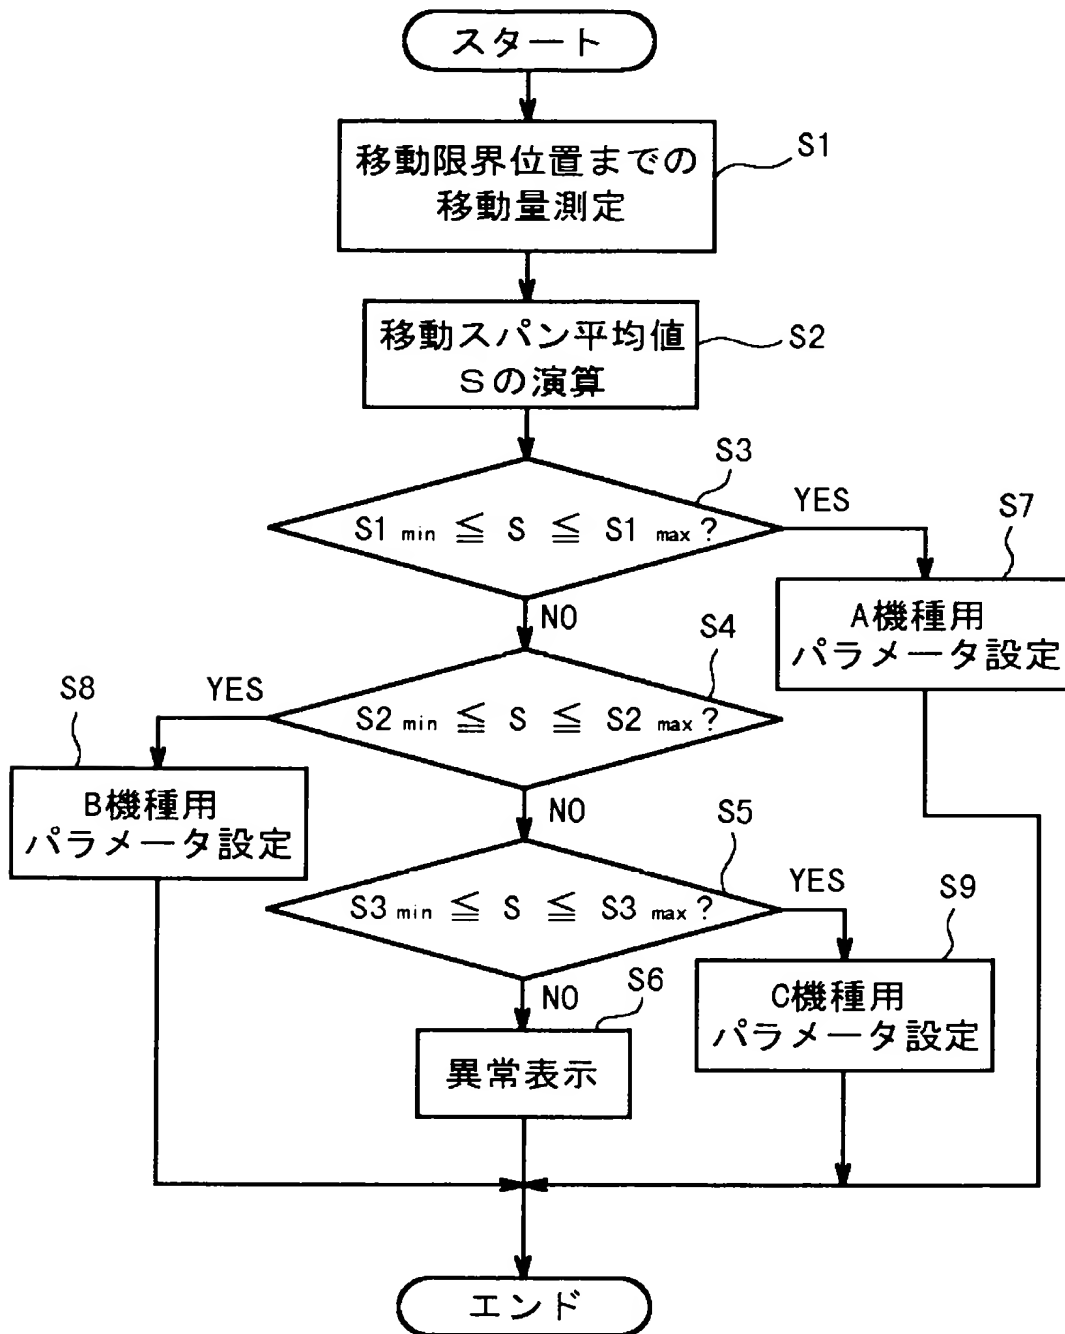 スタート
S1
移動限界位置までの
移動量測定
S2
移動スパン平均値
Sの演算
S3
YES
S1 min ≦ S ≦ S1 max?
NO
S7
A機種用
パラメータ設定
S4
YES
S2 min ≦ S ≦ S2 max?
NO
S8
B機種用
パラメータ設定
S5
YES
S3 min ≦ S ≦ S3 max?
NO
S9
C機種用
パラメータ設定
S6
異常表示
エンド